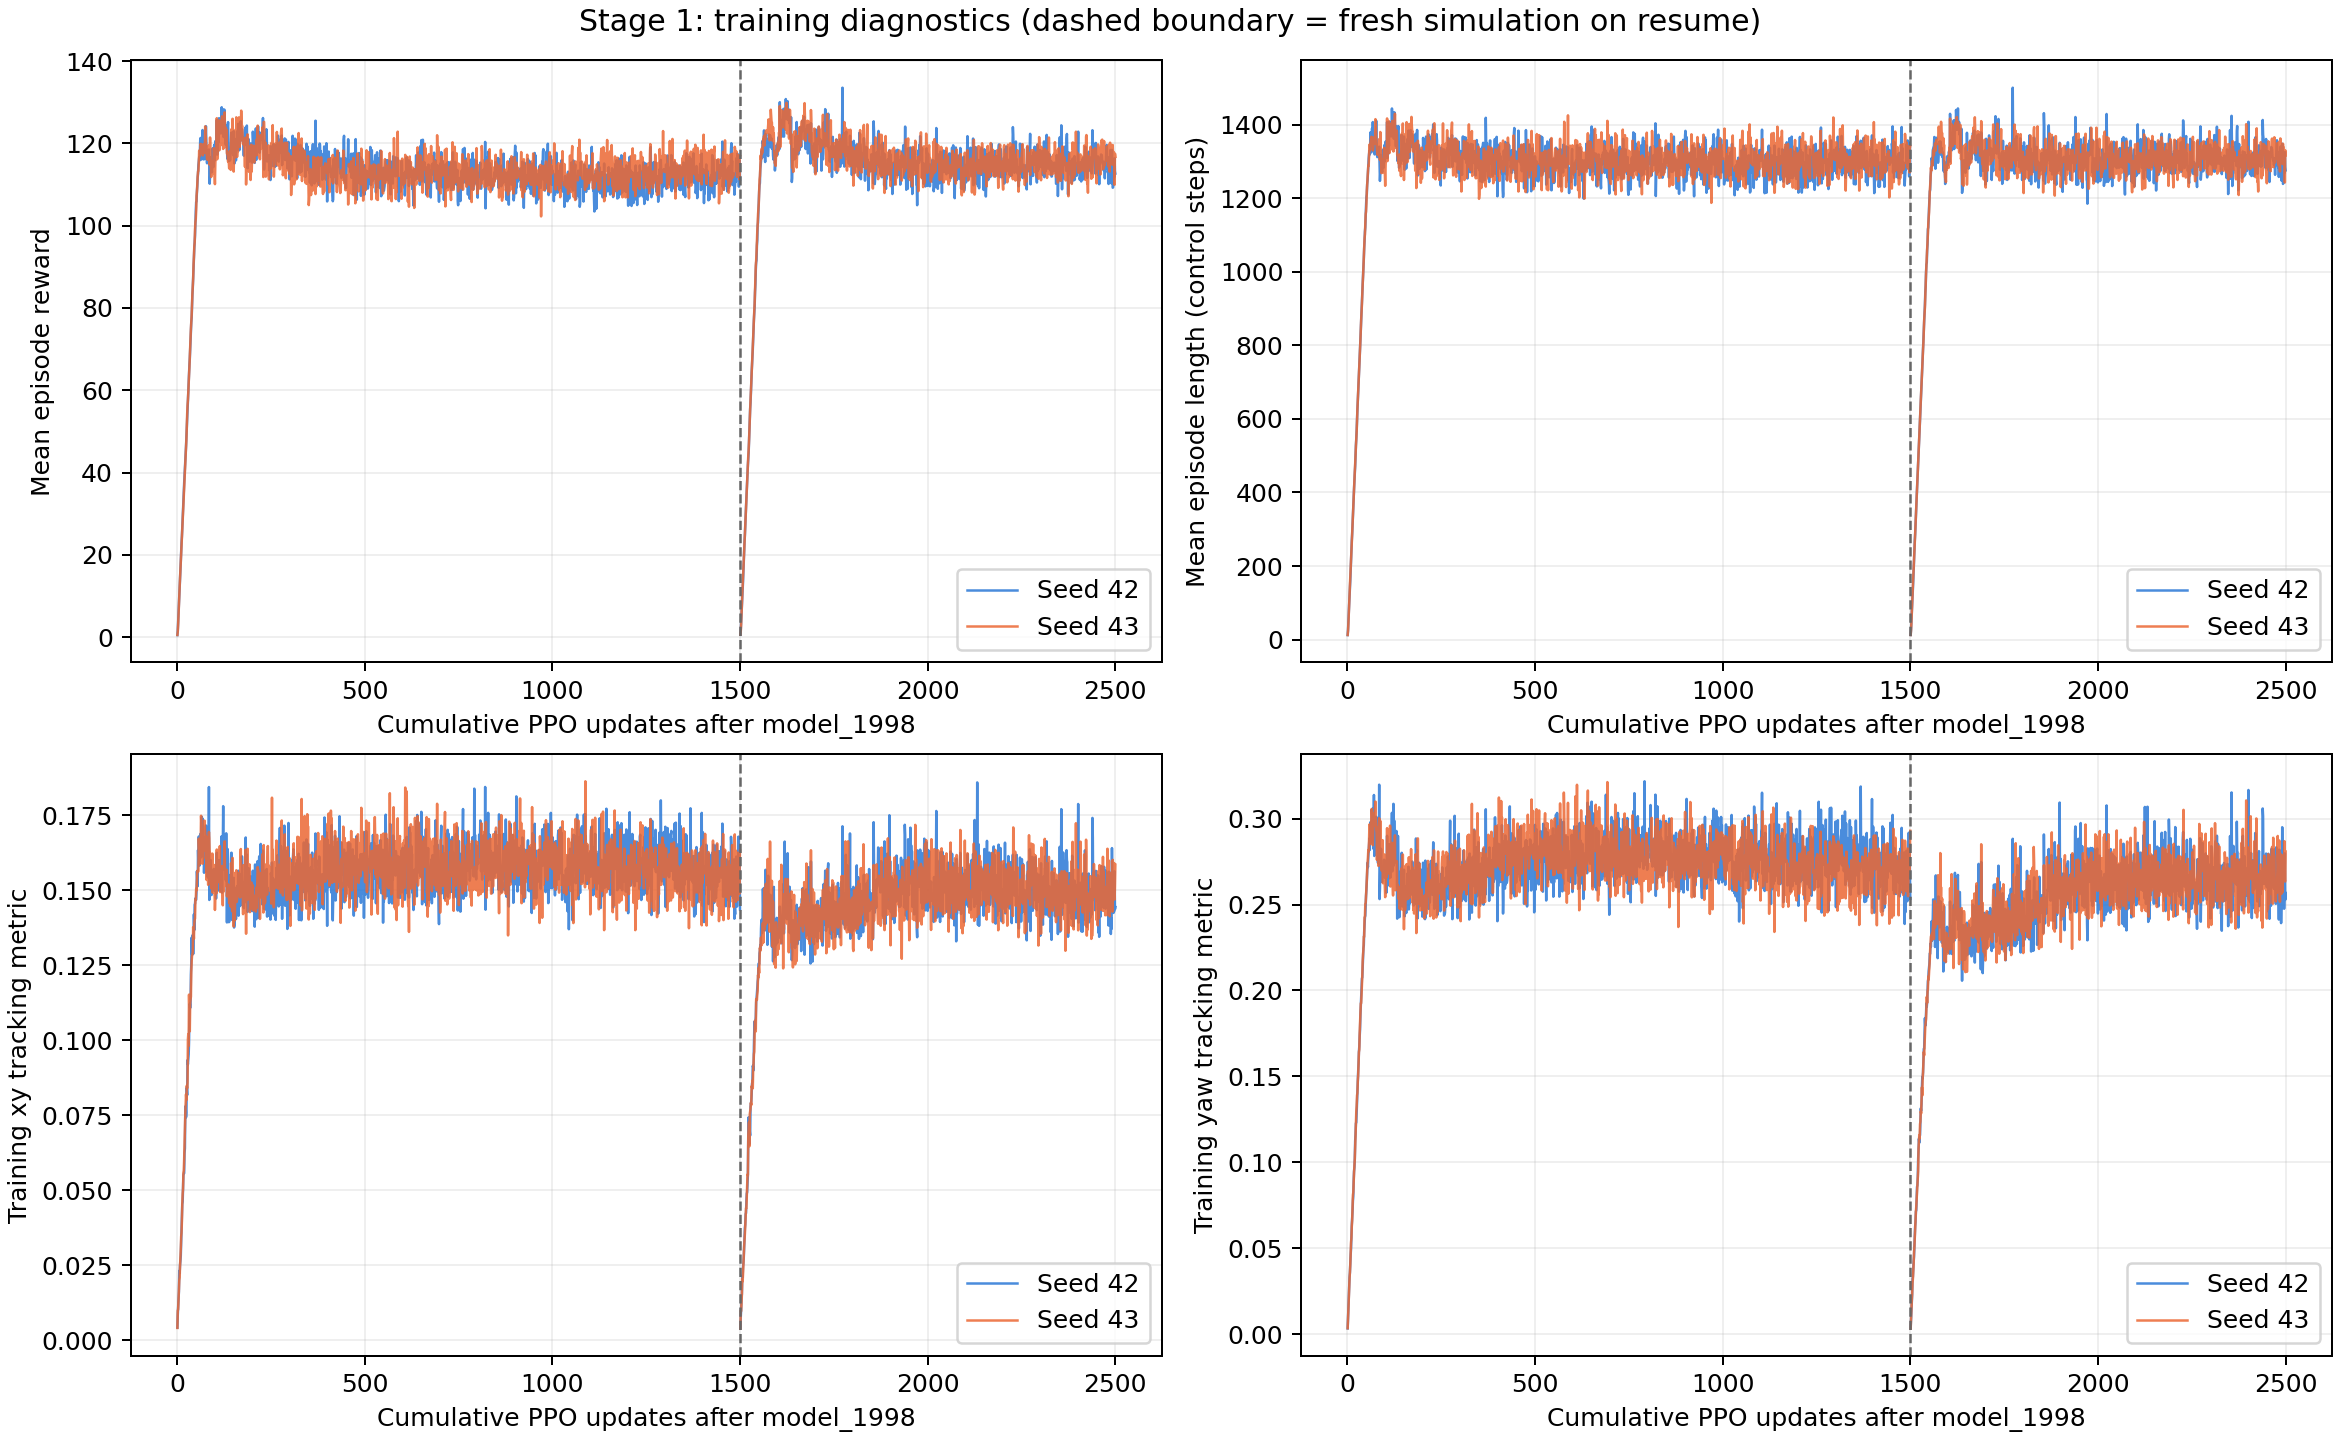 Stage 1: training diagnostics (dashed boundary = fresh simulation on resume)
Mean episode reward
140
120
100
80
60
40
20
0
Seed 42
Seed 43
0 500 1000 1500 2000 2500
Cumulative PPO updates after model_1998
Mean episode length (control steps)
1400
1200
1000
800
600
400
200
0
Seed 42
Seed 43
0 500 1000 1500 2000 2500
Cumulative PPO updates after model_1998
Training xy tracking metric
0.175
0.150
0.125
0.100
0.075
0.050
0.025
0.000
Seed 42
Seed 43
0 500 1000 1500 2000 2500
Cumulative PPO updates after model_1998
Training yaw tracking metric
0.30
0.25
0.20
0.15
0.10
0.05
0.00
Seed 42
Seed 43
0 500 1000 1500 2000 2500
Cumulative PPO updates after model_1998